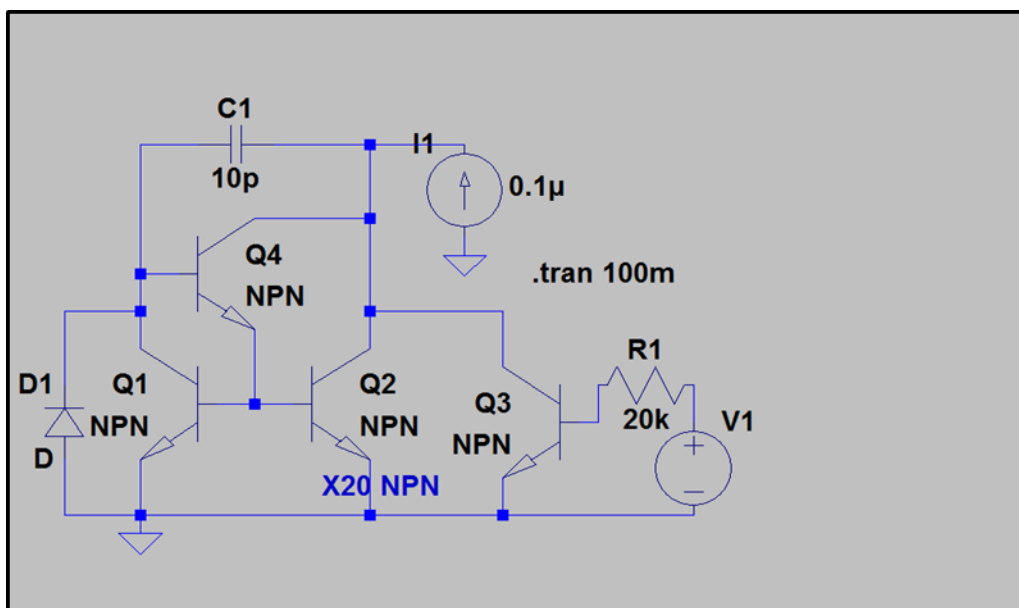 C1
10p
I1
0.1µ
Q4
NPN
.tran 100m
D1
D
Q1
NPN
Q2
NPN
X20 NPN
Q3
NPN
R1
20k
V1